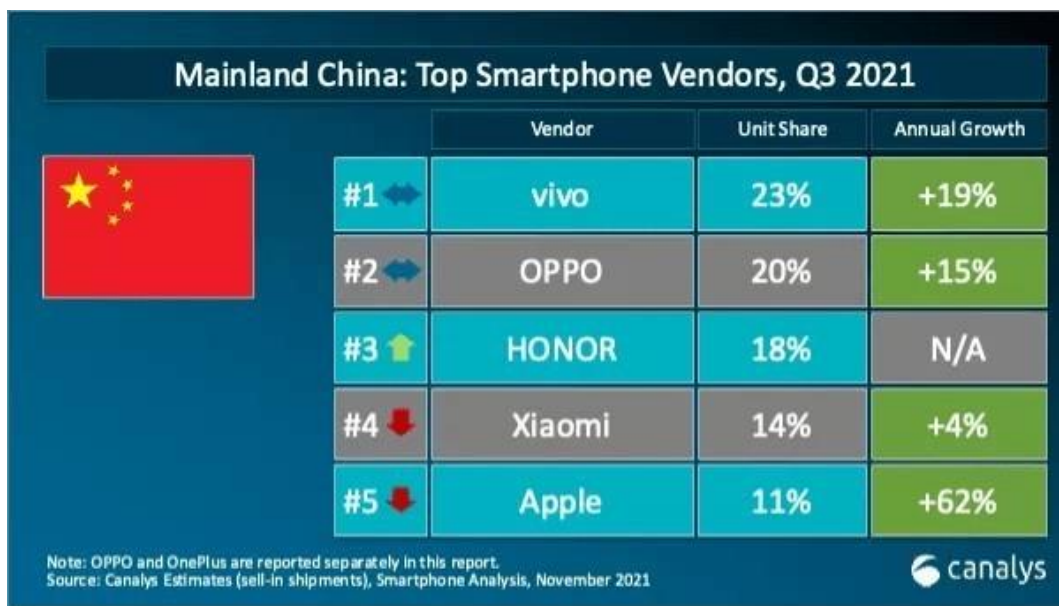 Mainland China: Top Smartphone Vendors, Q3 2021
Vendor Unit Share Annual Growth
#1 vivo 23% +19%
#2 OPPO 20% +15%
#3 HONOR 18% N/A
#4 Xiaomi 14% +4%
#5 Apple 11% +62%
Note: OPPO and OnePlus are reported separately in this report.
Source: Canalys Estimates (sell-in shipments), Smartphone Analysis, November 2021
canalys